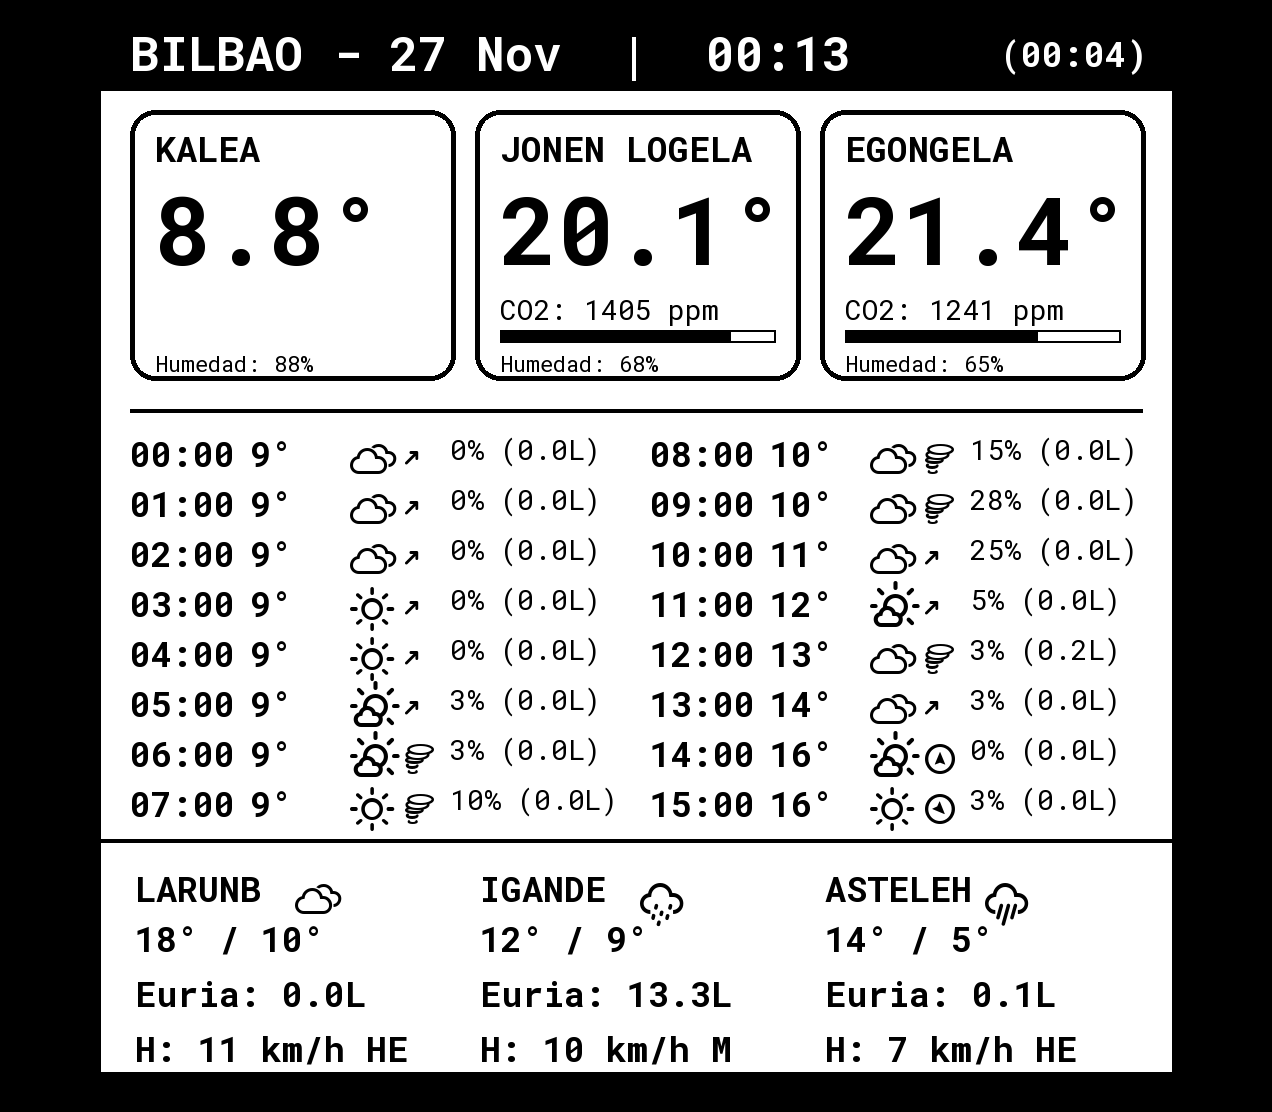 BILBAO - 27 Nov | 00:13 (00:04)
KALEA
8.8°
Humedad: 88%
JONEN LOGELA
20.1°
CO2: 1405 ppm
Humedad: 68%
EGONGELA
21.4°
CO2: 1241 ppm
Humedad: 65%
00:00 9° 0% (0.0L)
01:00 9° 0% (0.0L)
02:00 9° 0% (0.0L)
03:00 9° 0% (0.0L)
04:00 9° 0% (0.0L)
05:00 9° 3% (0.0L)
06:00 9° 3% (0.0L)
07:00 9° 10% (0.0L)
08:00 10° 15% (0.0L)
09:00 10° 28% (0.0L)
10:00 11° 25% (0.0L)
11:00 12° 5% (0.0L)
12:00 13° 3% (0.2L)
13:00 14° 3% (0.0L)
14:00 16° 0% (0.0L)
15:00 16° 3% (0.0L)
LARUNB
18° / 10°
Euria: 0.0L
H: 11 km/h HE
IGANDE
12° / 9°
Euria: 13.3L
H: 10 km/h M
ASTELEH
14° / 5°
Euria: 0.1L
H: 7 km/h HE